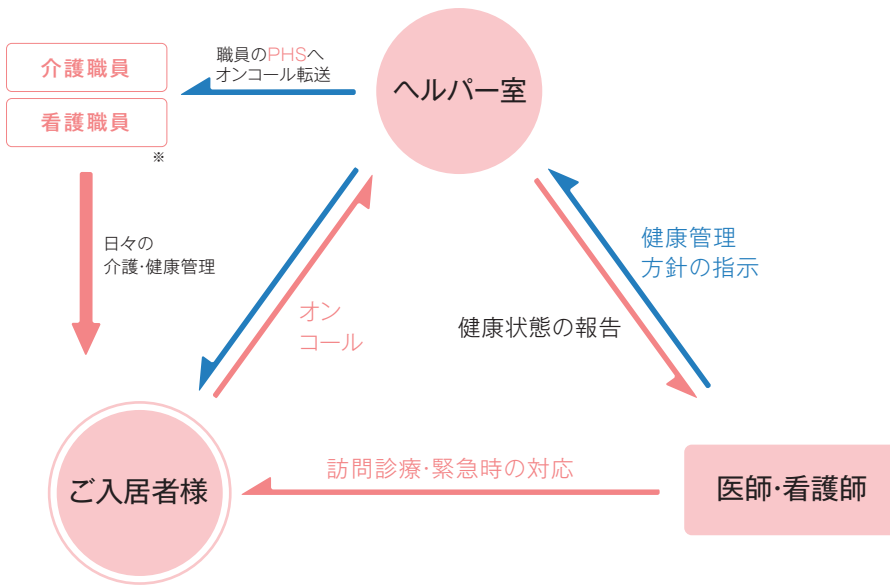 介護職員
看護職員
※
職員のPHSへ
オンコール転送
ヘルパー室
日々の
介護･健康管理
オン
コール
健康管理
方針の指示
健康状態の報告
ご入居者様
訪問診療･緊急時の対応
医師･看護師